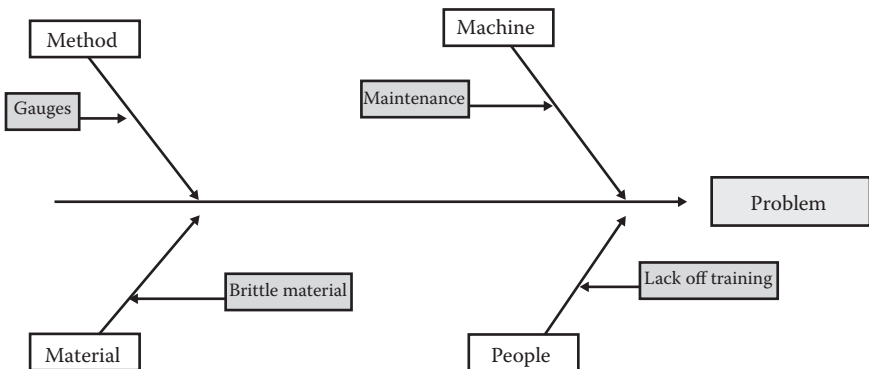 Method
Machine
Gauges
Maintenance
Problem
Brittle material
Lack off training
Material
People